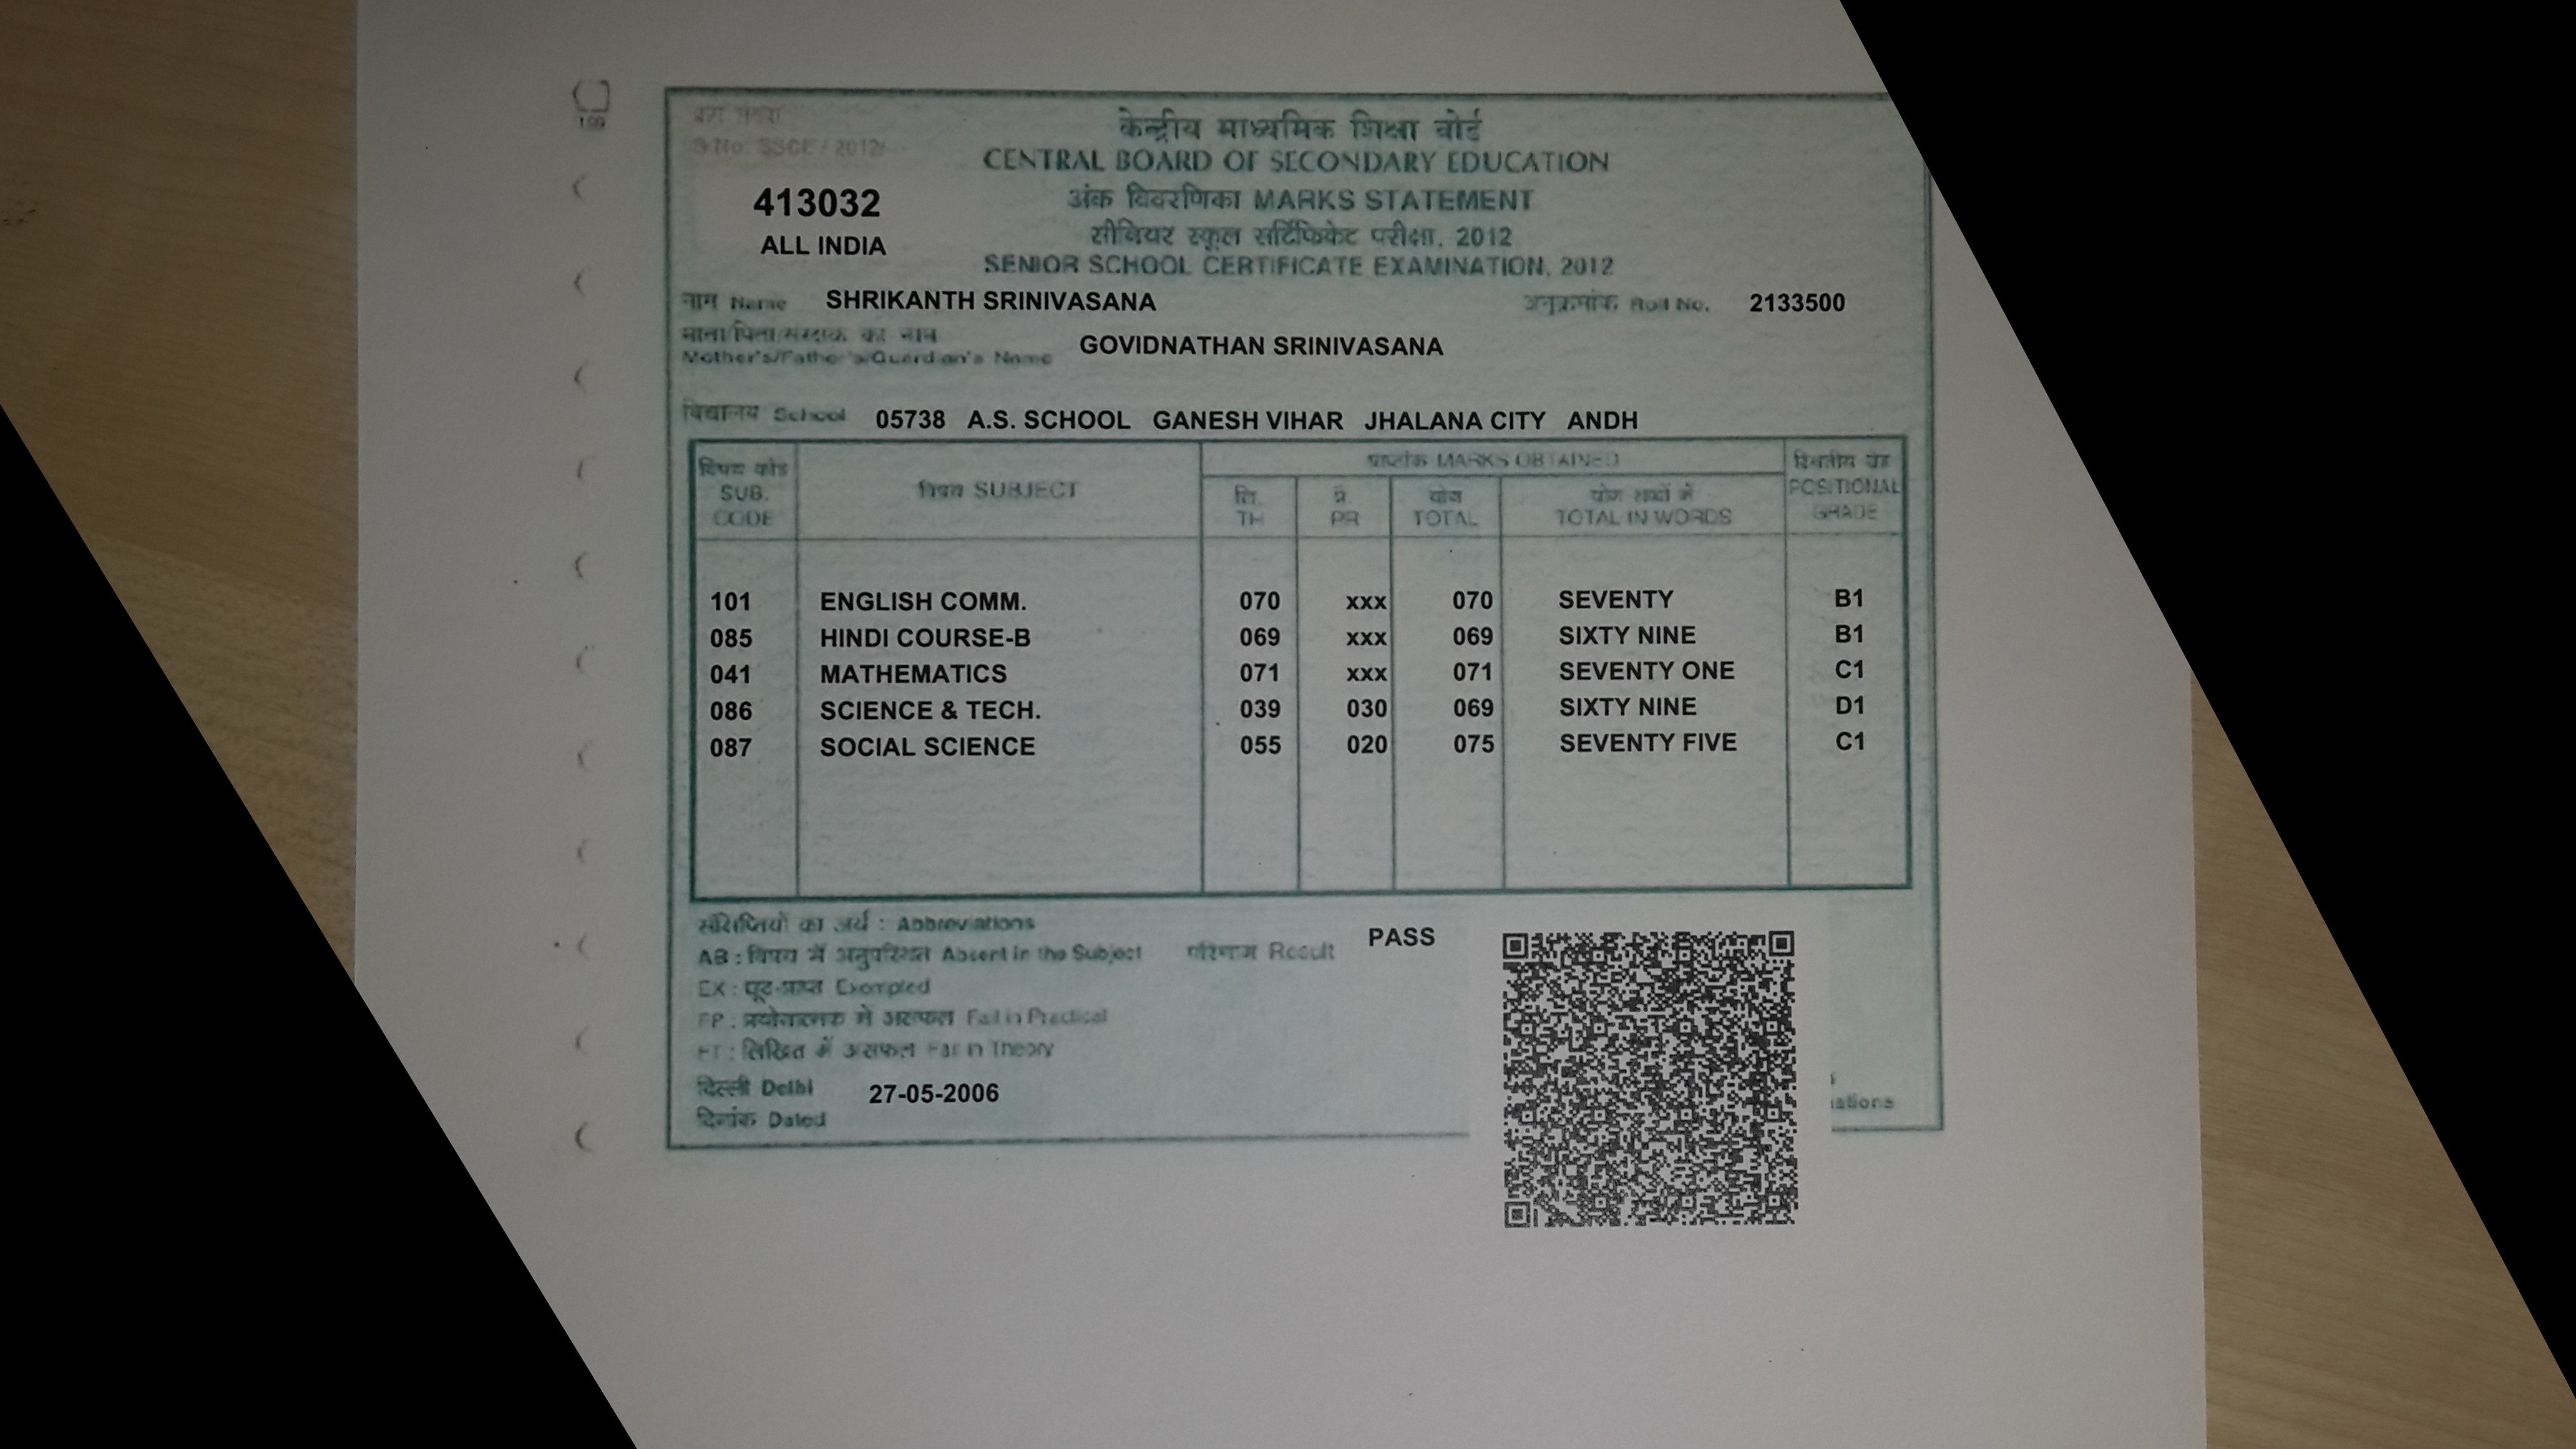 S.No. SSCE / 2012/
केन्द्रीय माध्यमिक शिक्षा बोर्ड
CENTRAL BOARD OF SECONDARY EDUCATION
413032
अंक विवरणिका MARKS STATEMENT
ALL INDIA
सीनियर स्कूल सर्टिफिकेट परीक्षा, 2012
SENIOR SCHOOL CERTIFICATE EXAMINATION, 2012
नाम Name SHRIKANTH SRINIVASANA अनुक्रमांक Roll No. 2133500
माता/पिता/संरक्षक का नाम
Mother's/Father's/Guardian's Name GOVIDNATHAN SRINIVASANA
विद्यालय School 05738 A.S. SCHOOL GANESH VIHAR JHALANA CITY ANDH
विषय कोड SUB. CODE विषय SUBJECT प्राप्तांक MARKS OBTAINED POSITIONAL GRADE
TH PR योग TOTAL योग शब्दों में TOTAL IN WORDS
101 ENGLISH COMM. 070 xxx 070 SEVENTY B1
085 HINDI COURSE-B 069 xxx 069 SIXTY NINE B1
041 MATHEMATICS 071 xxx 071 SEVENTY ONE C1
086 SCIENCE & TECH. 039 030 069 SIXTY NINE D1
087 SOCIAL SCIENCE 055 020 075 SEVENTY FIVE C1
का अर्थ : Abbreviations
AB : विषय में अनुपस्थित Absent in the Subject परिणाम Result PASS
EX : Exempted
FP : में असफल Fail in Practical
FT : लिखित में असफल Fail in Theory
दिल्ली Delhi 27-05-2006
दिनांक Dated